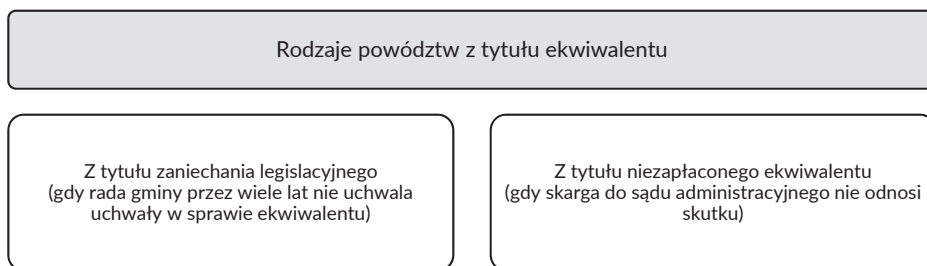 Rodzaje powództw z tytułu ekwiwalentu
Z tytułu zaniechania legislacyjnego
(gdy rada gminy przez wiele lat nie uchwala
uchwały w sprawie ekwiwalentu)
Z tytułu niezapłaconego ekwiwalentu
(gdy skarga do sądu administracyjnego nie odnosi
skutku)